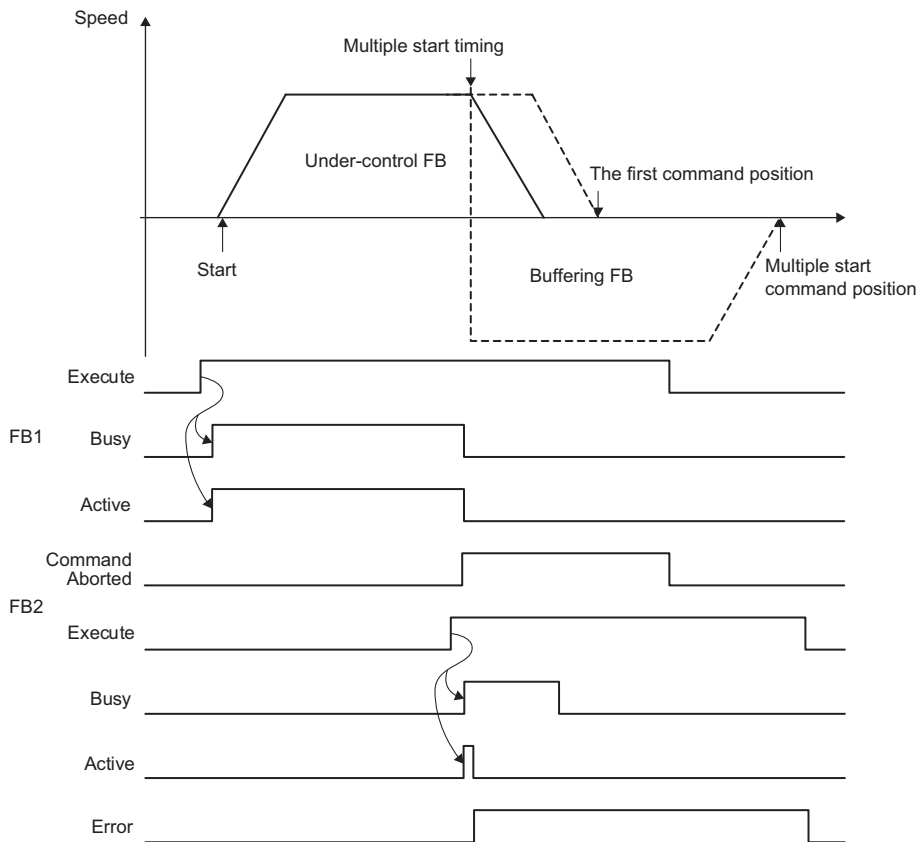 Speed
Multiple start timing
Under-control FB
The first command position
Start
Buffering FB
Multiple start
command position
Execute
FB1
Busy
Active
Command
Aborted
FB2
Execute
Busy
Active
Error